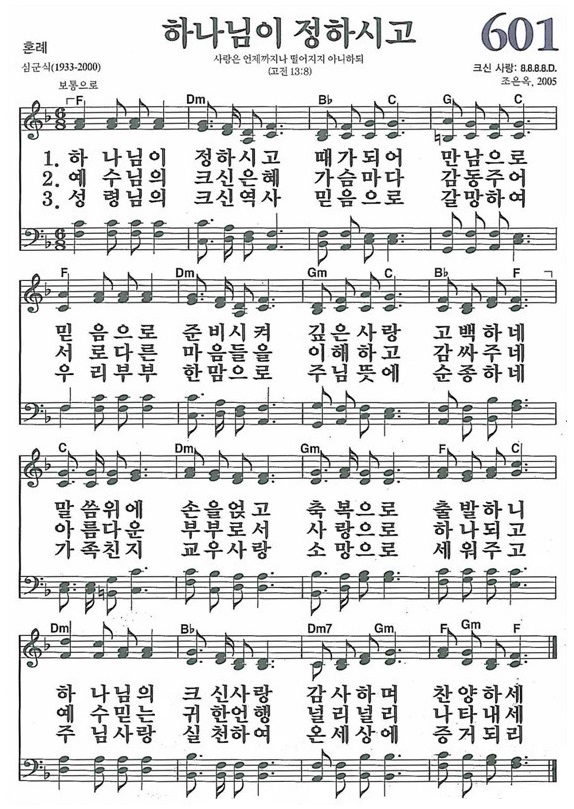 하나님이 정하시고 601
혼례 사랑은 언제까지나 떨어지지 아니하되 크신 사랑: 8.8.8.8.D.
심군식(1933-2000) (고전 13:8) 조은옥, 2005
보통으로
F Dm B♭ C G C
1. 하 나님이 정하시고 때가되어 만남으로
2. 예 수님의 크신은혜 가슴마다 감동주어
3. 성 령님의 크신역사 믿음으로 갈망하여
F Dm Gm C B♭ F
믿 음으로 준비시켜 깊은사랑 고백하네
서 로다른 마음들을 이해하고 감싸주네
우 리부부 한맘으로 주님뜻에 순종하네
C Dm Gm F C
말 씀위에 손을얹고 축복으로 출발하니
아 름다운 부부로서 사랑으로 하나되고
가 족친지 교우사랑 소망으로 세워주고
Dm B♭ Dm7 Gm F Gm F
하 나님의 크신사랑 감사하며 찬양하세
예 수믿는 귀한언행 널리널리 나타내세
주 님사랑 실천하여 온세상에 증거되리